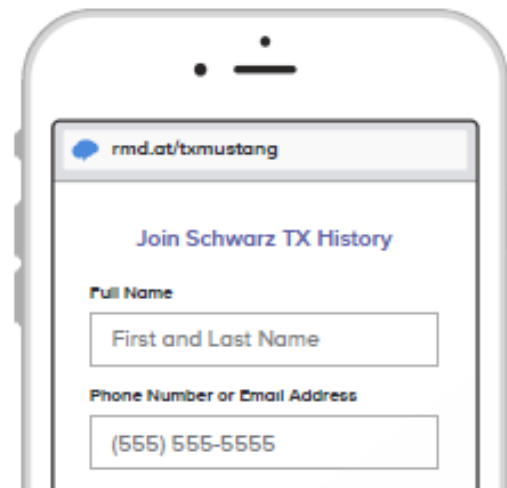 rmd.at/txmustang
Join Schwarz TX History
Full Name
First and Last Name
Phone Number or Email Address
(555) 555-5555